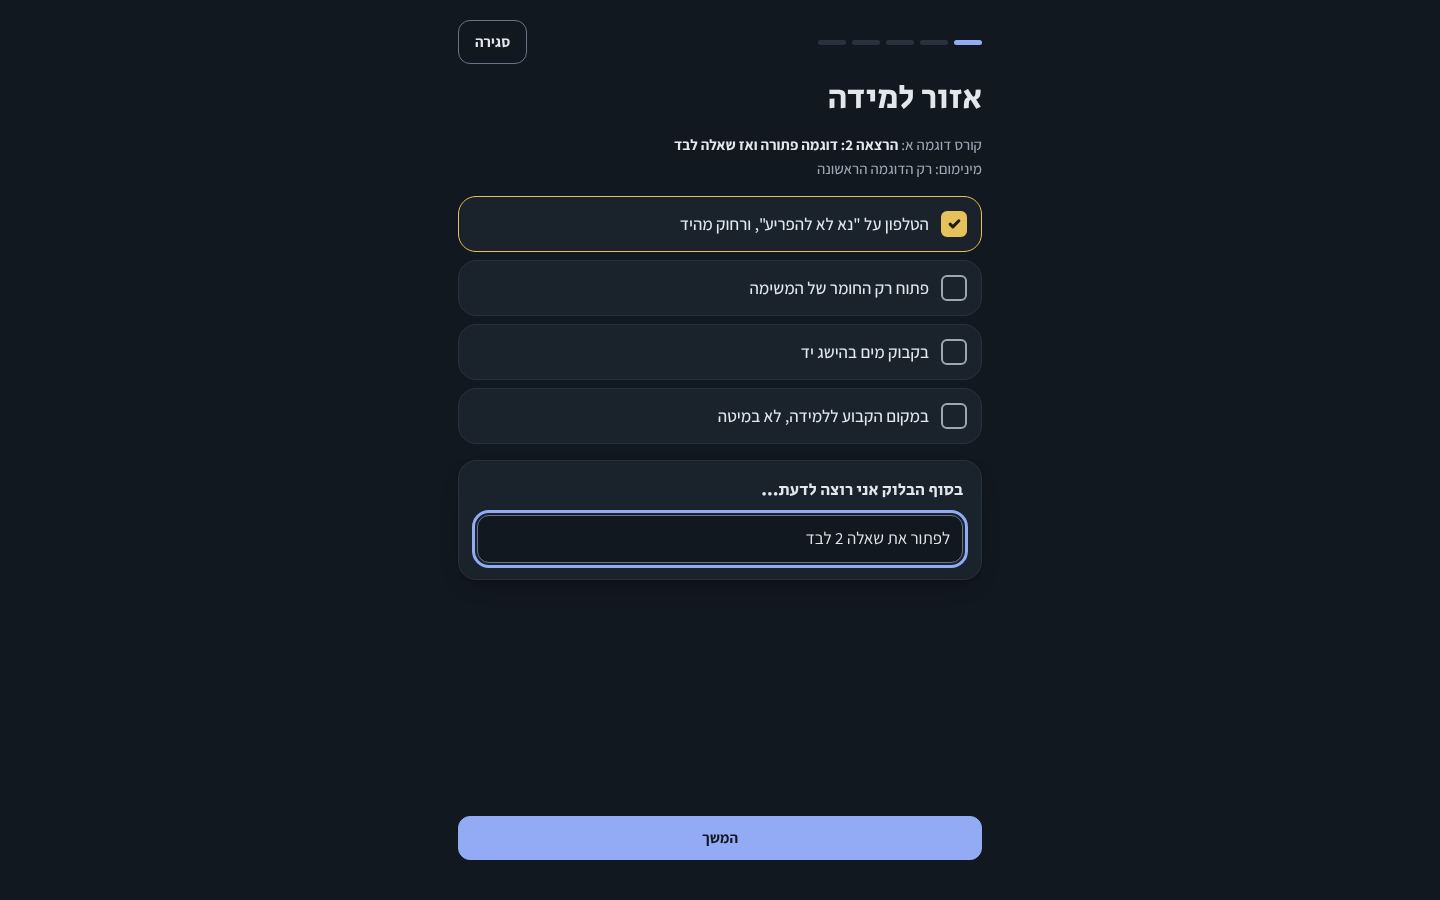 סגירה
אזור למידה
קורס דוגמה א: הרצאה 2: דוגמה פתורה ואז שאלה לבד
מינימום: רק הדוגמה הראשונה
הטלפון על "נא לא להפריע", ורחוק מהיד
פתוח רק החומר של המשימה
בקבוק מים בהישג יד
במקום הקבוע ללמידה, לא במיטה
בסוף הבלוק אני רוצה לדעת...
לפתור את שאלה 2 לבד
המשך